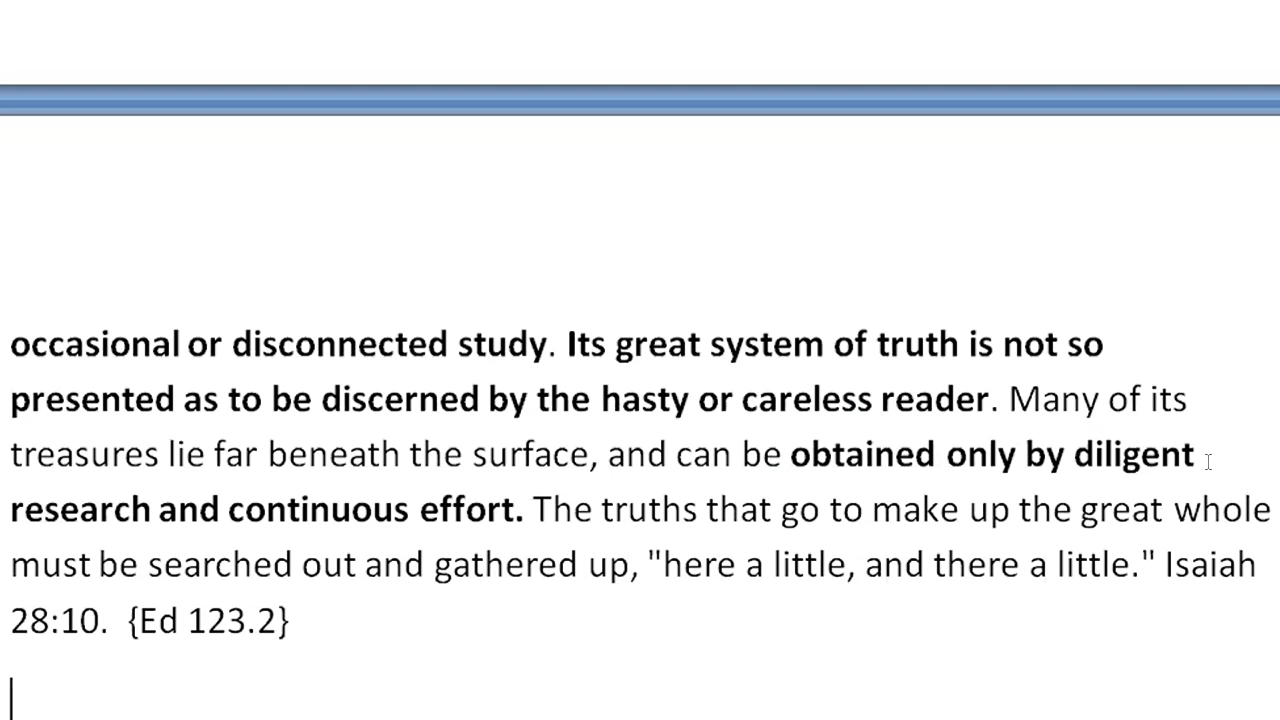 occasional or disconnected study. Its great system of truth is not so
presented as to be discerned by the hasty or careless reader. Many of its
treasures lie far beneath the surface, and can be obtained only by diligent
research and continuous effort. The truths that go to make up the great whole
must be searched out and gathered up, "here a little, and there a little." Isaiah
28:10.  {Ed 123.2}